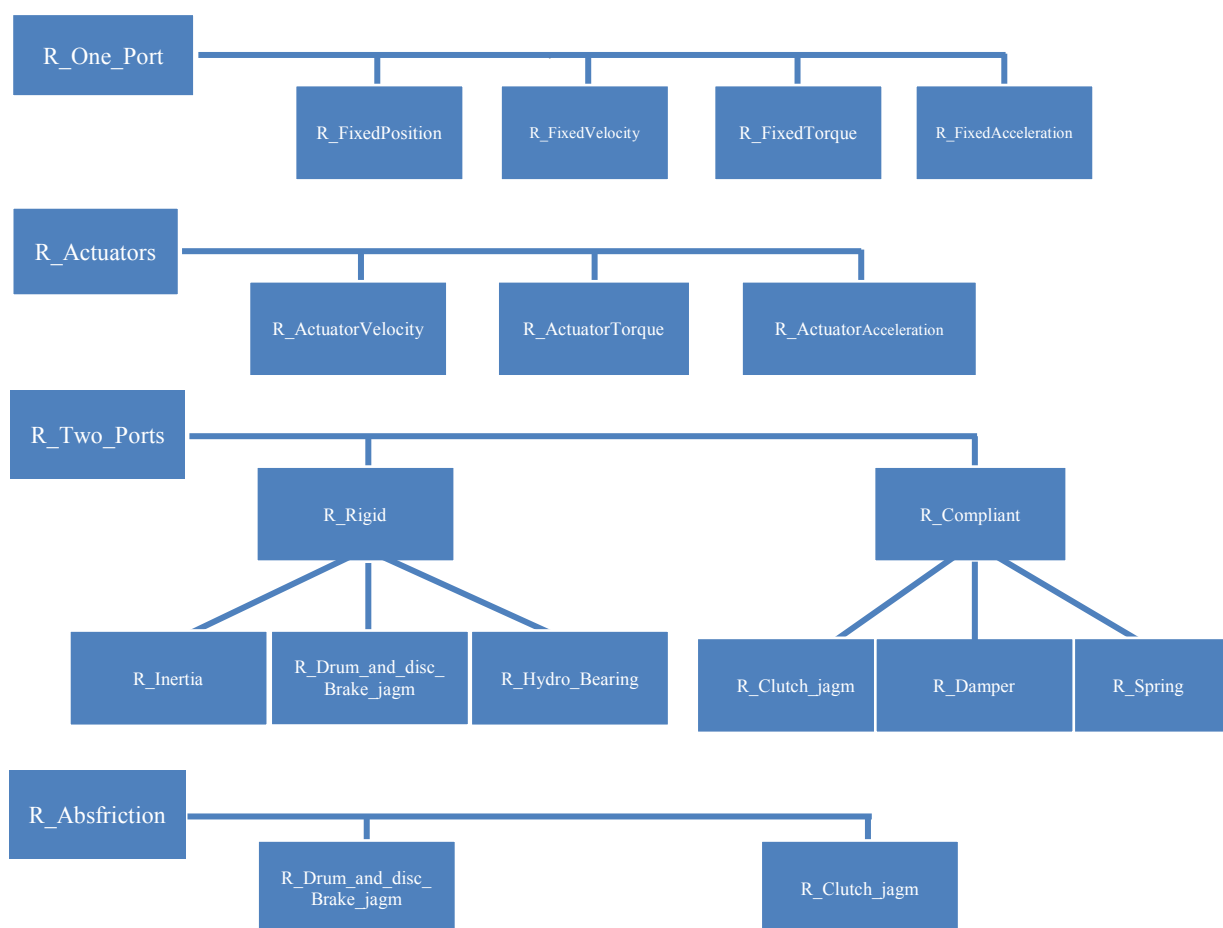 R_One_Port
R_FixedPosition
R_FixedVelocity
R_FixedTorque
R_FixedAcceleration
R_Actuators
R_ActuatorVelocity
R_ActuatorTorque
R_ActuatorAcceleration
R_Two_Ports
R_Rigid
R_Compliant
R_Inertia
R_Drum_and_disc_
Brake_jagm
R_Hydro_Bearing
R_Clutch_jagm
R_Damper
R_Spring
R_Absfriction
R_Drum_and_disc_
Brake_jagm
R_Clutch_jagm